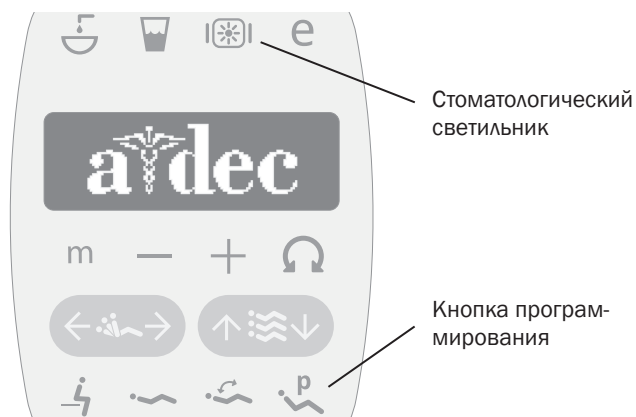 e
Стоматологический
светильник
a dec
m
Кнопка програм-
мирования
p